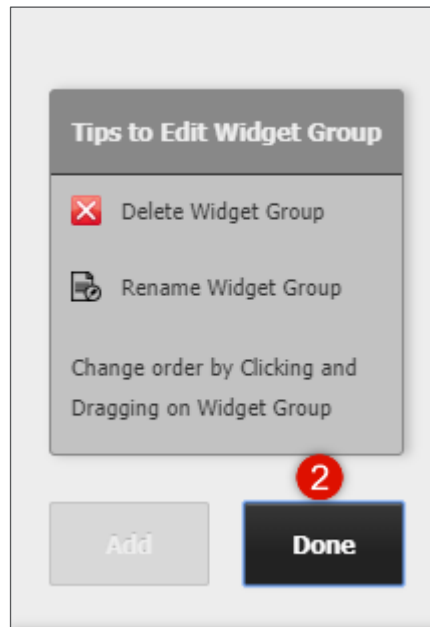 Tips to Edit Widget Group
Delete Widget Group
Rename Widget Group
Change order by Clicking and
Dragging on Widget Group
2
Add
Done